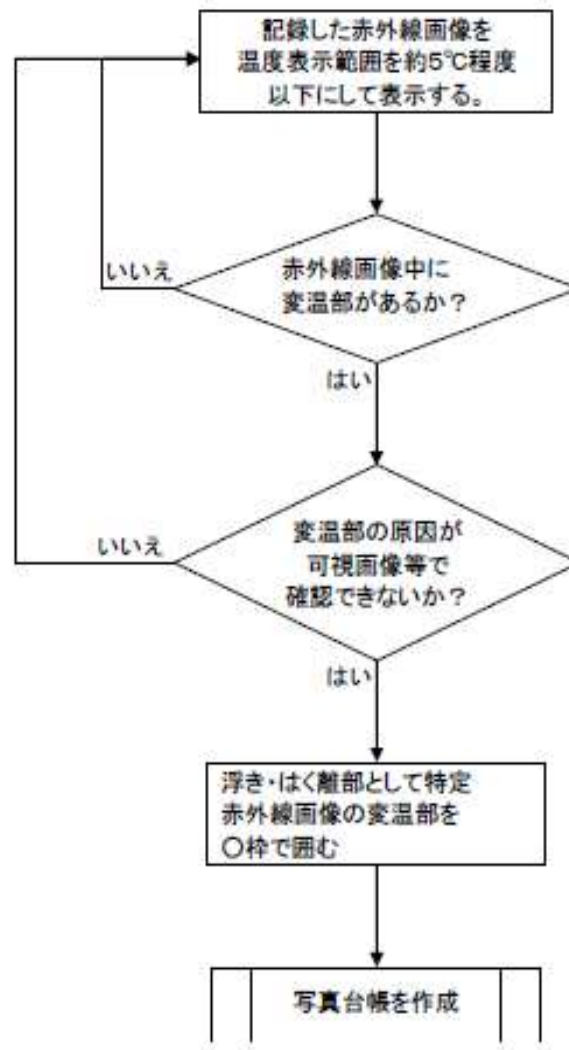 記録した赤外線画像を
温度表示範囲を約5℃程度
以下にして表示する。
いいえ
赤外線画像中に
変温部があるか？
はい
いいえ
変温部の原因が
可視画像等で
確認できないか？
はい
浮き・はく離部として特定
赤外線画像の変温部を
〇枠で囲む
写真台帳を作成